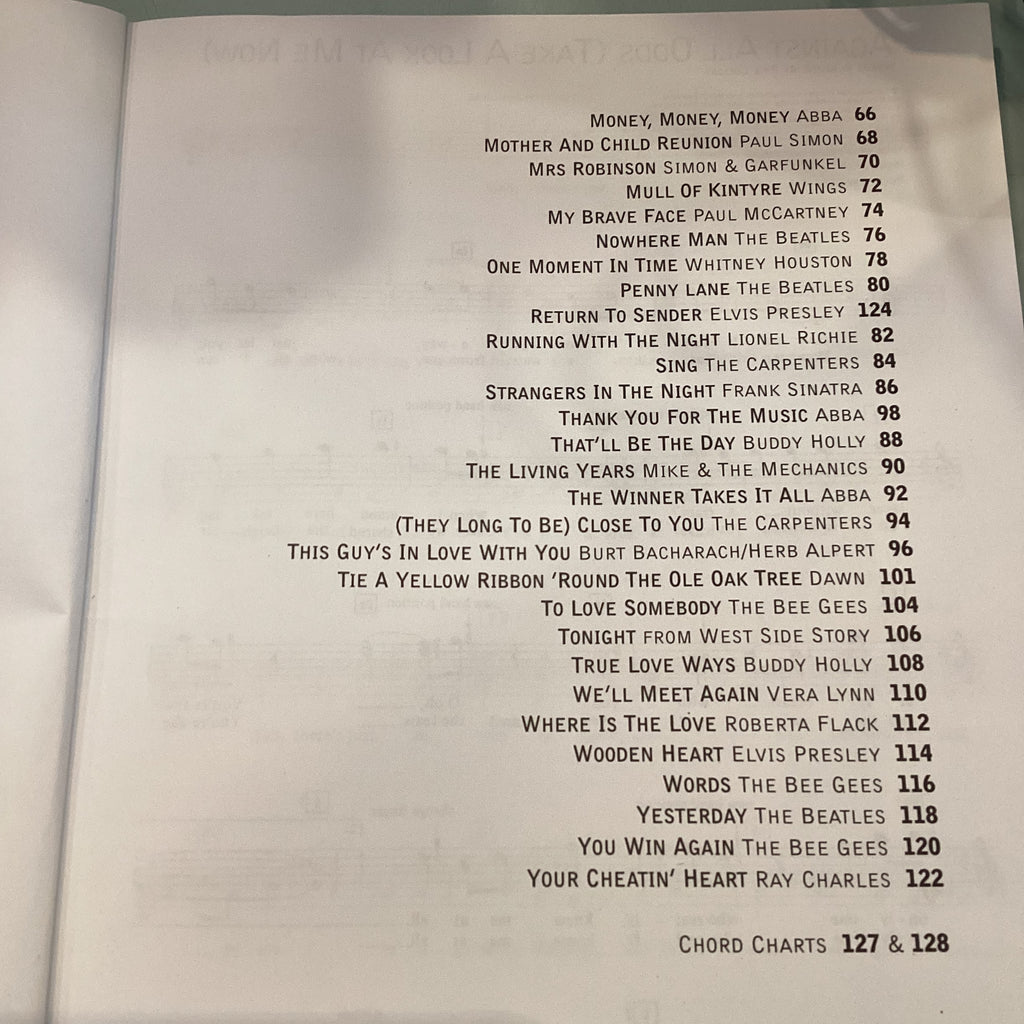 MONEY, MONEY, MONEY ABBA 66
MOTHER AND CHILD REUNION PAUL SIMON 68
MRS ROBINSON SIMON & GARFUNKEL 70
MULL OF KINTYRE WINGS 72
MY BRAVE FACE PAUL MCCARTNEY 74
NOWHERE MAN THE BEATLES 76
ONE MOMENT IN TIME WHITNEY HOUSTON 78
PENNY LANE THE BEATLES 80
RETURN TO SENDER ELVIS PRESLEY 124
RUNNING WITH THE NIGHT LIONEL RICHIE 82
SING THE CARPENTERS 84
STRANGERS IN THE NIGHT FRANK SINATRA 86
THANK YOU FOR THE MUSIC ABBA 98
THAT'LL BE THE DAY BUDDY HOLLY 88
THE LIVING YEARS MIKE & THE MECHANICS 90
THE WINNER TAKES IT ALL ABBA 92
(THEY LONG TO BE) CLOSE TO YOU THE CARPENTERS 94
THIS GUY'S IN LOVE WITH YOU BURT BACHARACH/HERB ALPERT 96
TIE A YELLOW RIBBON 'ROUND THE OLE OAK TREE DAWN 101
TO LOVE SOMEBODY THE BEE GEES 104
TONIGHT FROM WEST SIDE STORY 106
TRUE LOVE WAYS BUDDY HOLLY 108
WE'LL MEET AGAIN VERA LYNN 110
WHERE IS THE LOVE ROBERTA FLACK 112
WOODEN HEART ELVIS PRESLEY 114
WORDS THE BEE GEES 116
YESTERDAY THE BEATLES 118
YOU WIN AGAIN THE BEE GEES 120
YOUR CHEATIN' HEART RAY CHARLES 122
CHORD CHARTS 127 & 128